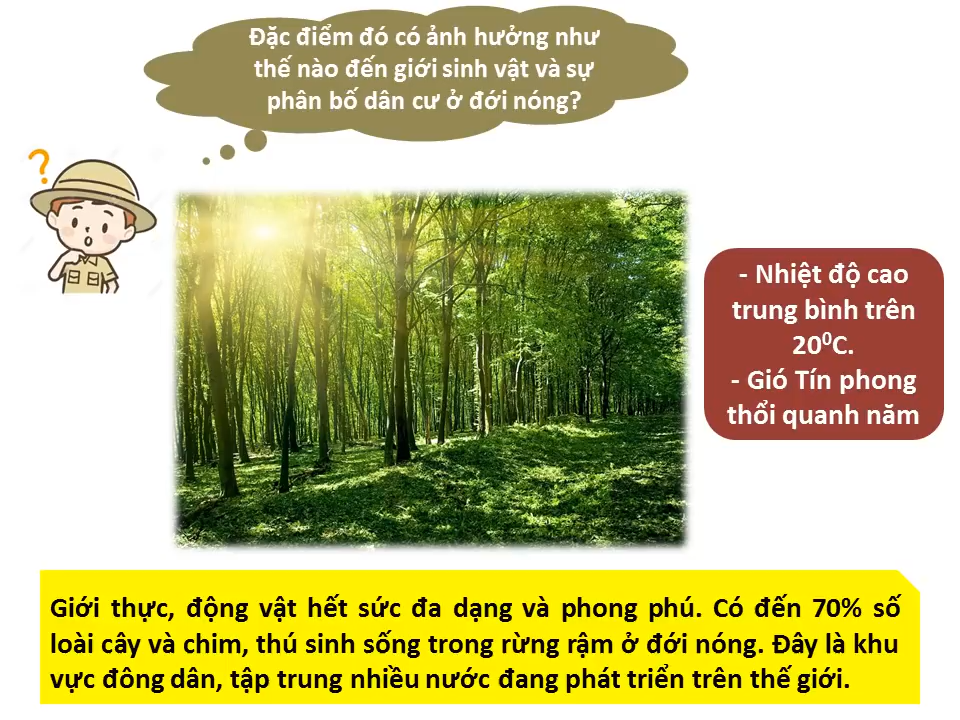 Đặc điểm đó có ảnh hưởng như
thế nào đến giới sinh vật và sự
phân bố dân cư ở đới nóng?
?
- Nhiệt độ cao
trung bình trên
20⁰C.
- Gió Tín phong
thổi quanh năm
Giới thực, động vật hết sức đa dạng và phong phú. Có đến 70% số
loài cây và chim, thú sinh sống trong rừng rậm ở đới nóng. Đây là khu
vực đông dân, tập trung nhiều nước đang phát triển trên thế giới.